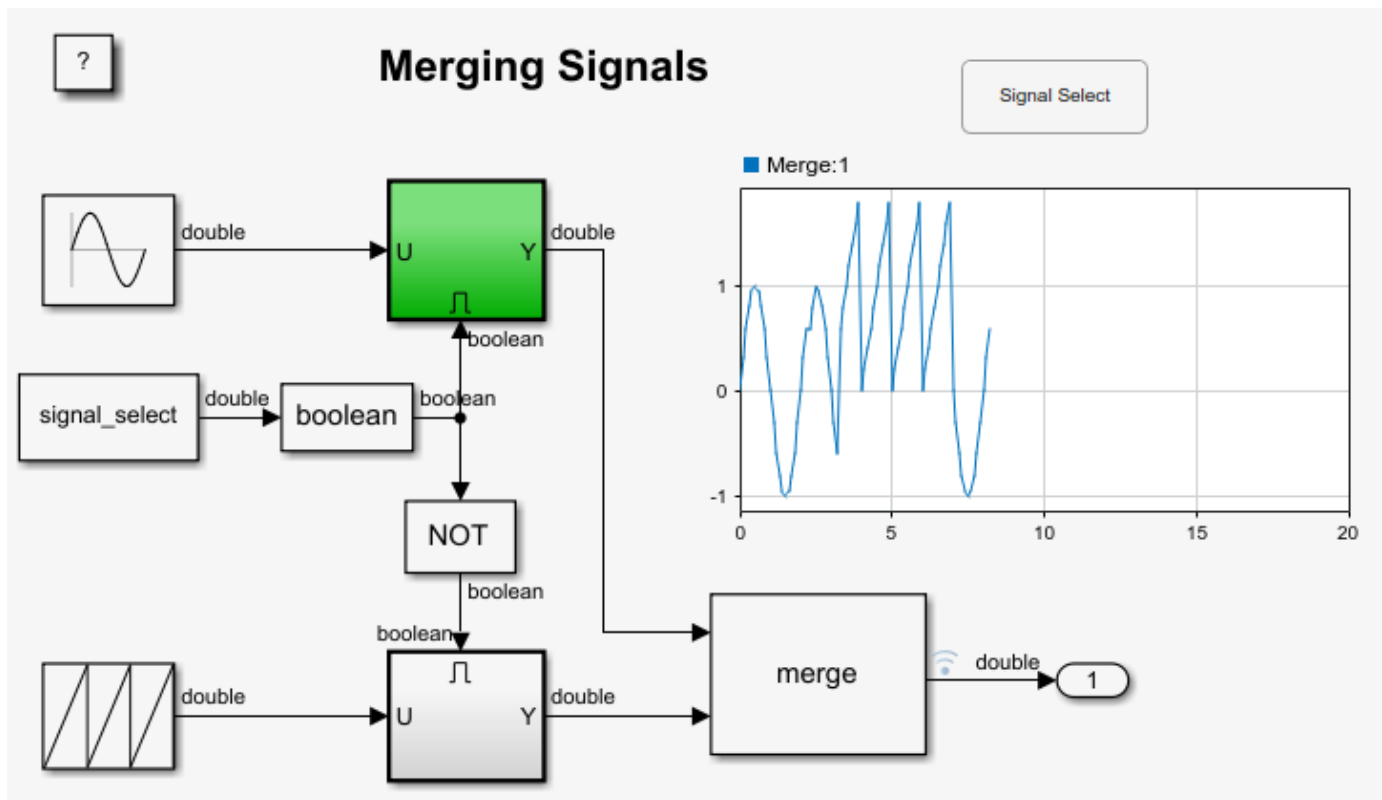 ?
Merging Signals
Signal Select
Merge:1
double
U
Y
double
boolean
signal_select
double
boolean
boolean
NOT
boolean
boolean
double
U
Y
double
merge
double
1
1
0
-1
0
5
10
15
20